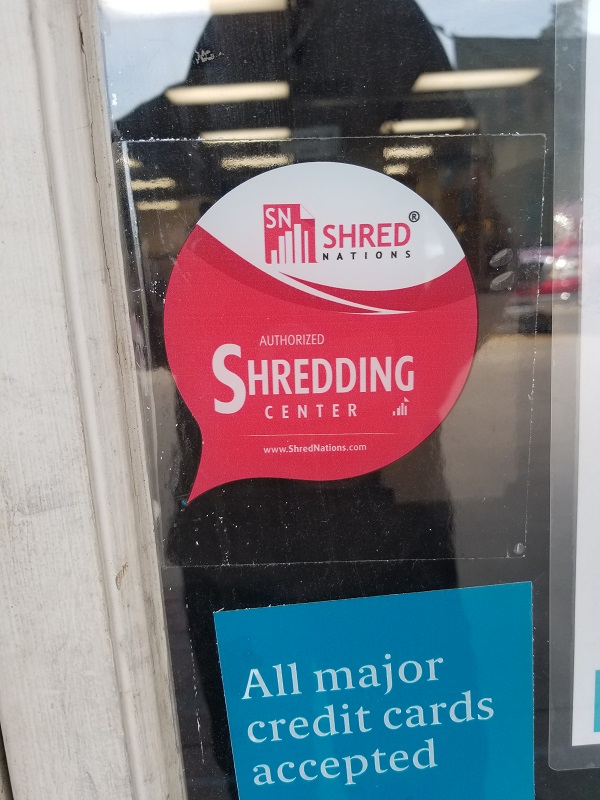 SN
SHRED®
NATIONS
AUTHORIZED
SHREDDING
CENTER
www.ShredNations.com
All major
credit cards
accepted